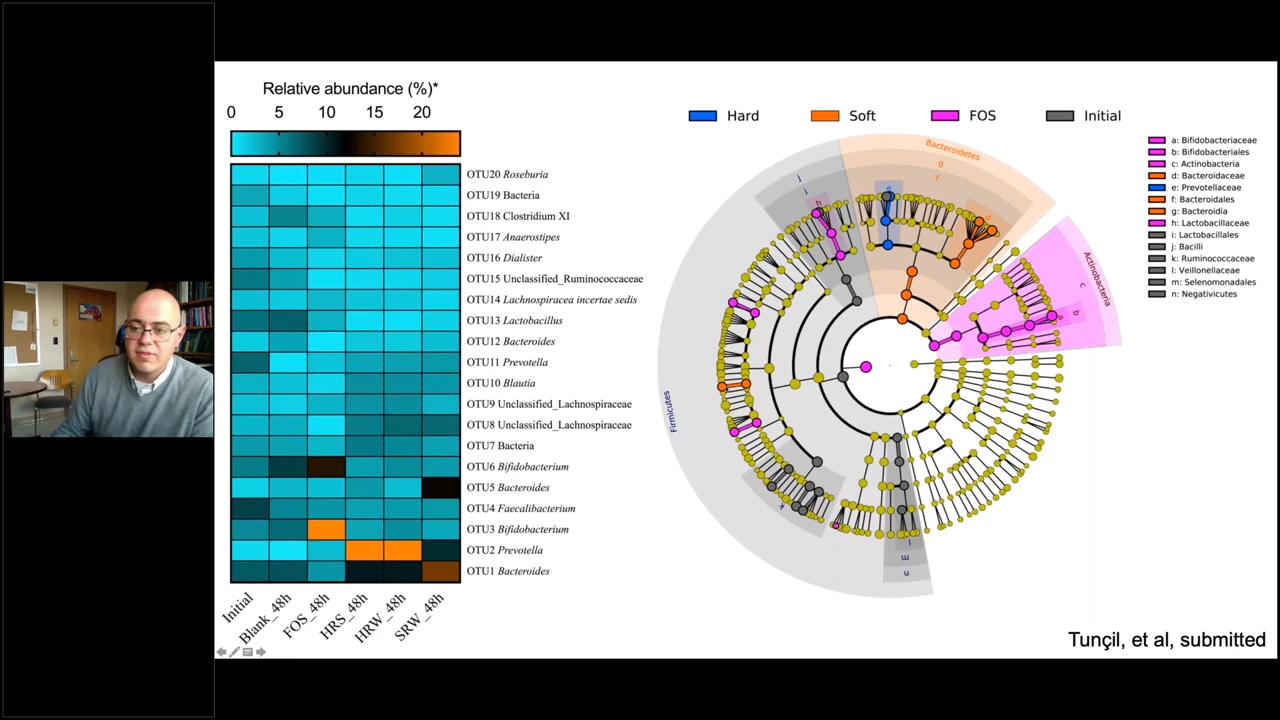 Relative abundance (%)*
0 5 10 15 20
OTU20 Roseburia
OTU19 Bacteria
OTU18 Clostridium XI
OTU17 Anaerostipes
OTU16 Dialister
OTU15 Unclassified_Ruminococcaceae
OTU14 Lachnospiracea incertae sedis
OTU13 Lactobacillus
OTU12 Bacteroides
OTU11 Prevotella
OTU10 Blautia
OTU9 Unclassified_Lachnospiraceae
OTU8 Unclassified_Lachnospiraceae
OTU7 Bacteria
OTU6 Bifidobacterium
OTU5 Bacteroides
OTU4 Faecalibacterium
OTU3 Bifidobacterium
OTU2 Prevotella
OTU1 Bacteroides
Initial
Blank_48h
FOS_48h
HRS_48h
HRW_48h
SRW_48h
Hard Soft FOS Initial
Bacteroidetes
g
f
e
d
j
i
h
Actinobacteria
c
b
a
Firmicutes
k
l
m
n
a: Bifidobacteriaceae
b: Bifidobacteriales
c: Actinobacteria
d: Bacteroidaceae
e: Prevotellaceae
f: Bacteroidales
g: Bacteroidia
h: Lactobacillaceae
i: Lactobacillales
j: Bacilli
k: Ruminococcaceae
l: Veillonellaceae
m: Selenomonadales
n: Negativicutes
Tunçil, et al, submitted